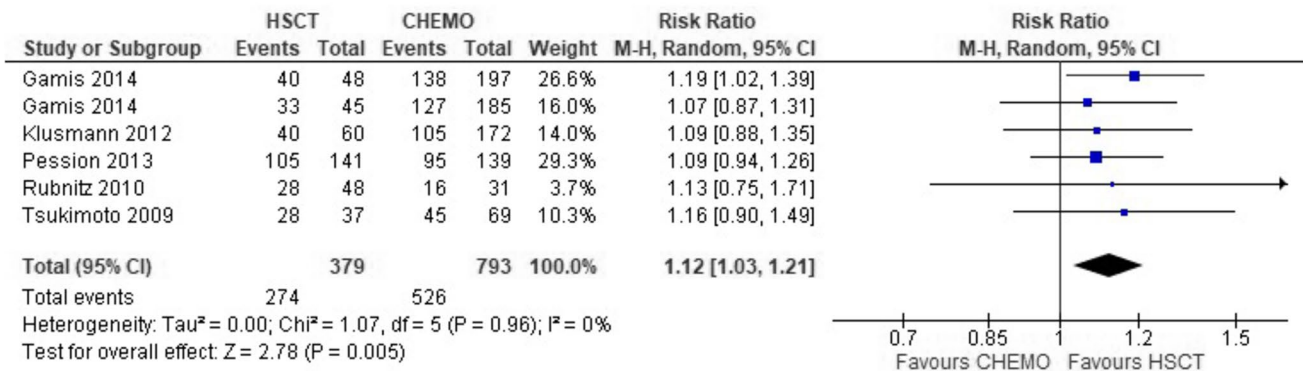 HSCT CHEMO Risk Ratio Risk Ratio
Study or Subgroup Events Total Events Total Weight M-H, Random, 95% CI M-H, Random, 95% CI
Gamis 2014 40 48 138 197 26.6% 1.19 [1.02, 1.39]
Gamis 2014 33 45 127 185 16.0% 1.07 [0.87, 1.31]
Klusmann 2012 40 60 105 172 14.0% 1.09 [0.88, 1.35]
Pession 2013 105 141 95 139 29.3% 1.09 [0.94, 1.26]
Rubnitz 2010 28 48 16 31 3.7% 1.13 [0.75, 1.71]
Tsukimoto 2009 28 37 45 69 10.3% 1.16 [0.90, 1.49]
Total (95% CI) 379 793 100.0% 1.12 [1.03, 1.21]
Total events 274 526
Heterogeneity: Tau² = 0.00; Chi² = 1.07, df = 5 (P = 0.96); I² = 0%
Test for overall effect: Z = 2.78 (P = 0.005)
0.7 0.85 1 1.2 1.5
Favours CHEMO Favours HSCT